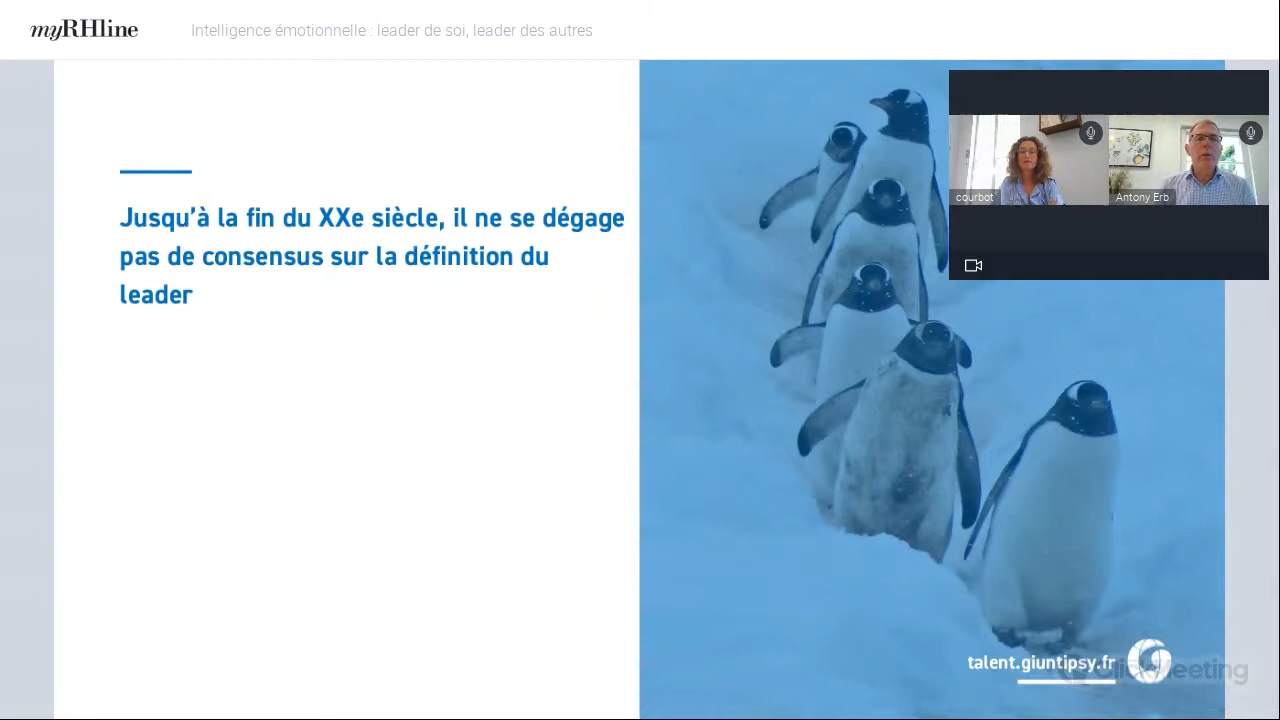 myRHline
Intelligence émotionnelle : leader de soi, leader des autres
Jusqu’à la fin du XXe siècle, il ne se dégage
pas de consensus sur la définition du
leader
courbot
Antony Erb
talent.giuntipsy.fr
ClickMeeting